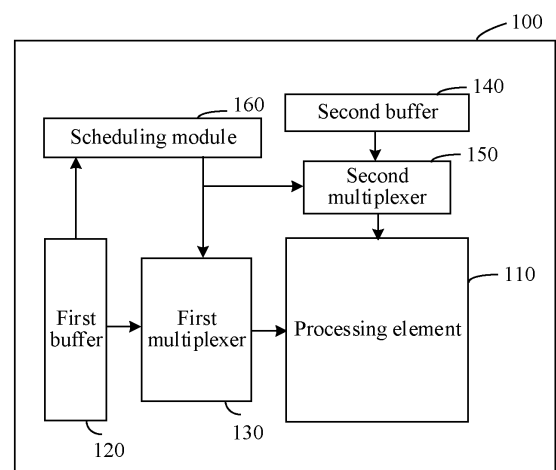 100
160
140
Second buffer
Scheduling module
150
Second
multiplexer
110
First
buffer
First
multiplexer
Processing element
120
130